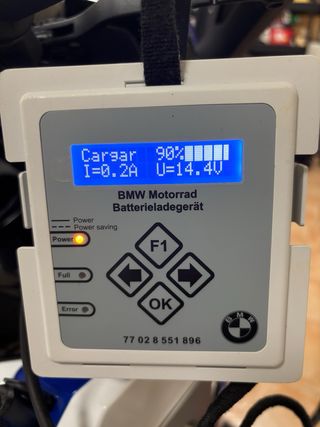 Cargar 90%
I=0.2A U=14.4V
BMW Motorrad
Batterieladegerät
Power
Power saving
Power
F1
Full
OK
Error
BMW
77 02 8 551 896